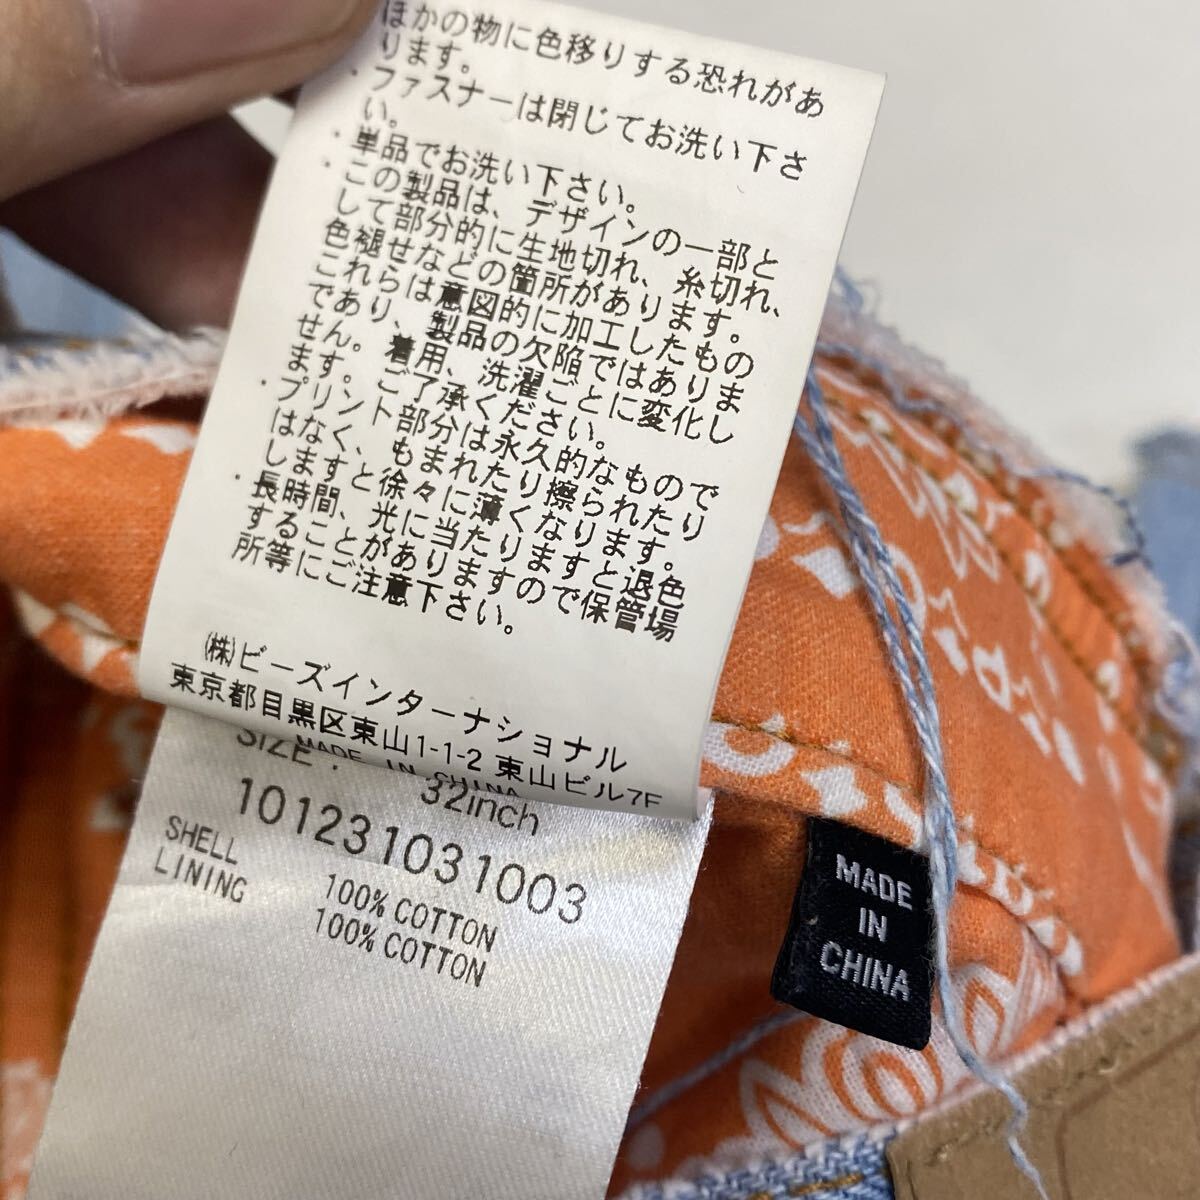 ほかの物に色移りする恐れがあ
ります。
・ファスナーは閉じてお洗い下さ
い。
・単品でお洗い下さい。
・この製品は、デザインの一部と
して部分的に生地切れ、糸切れ、
色褪せなどの箇所があります。
これらは意図的に加工したもの
であり、製品の欠陥ではありま
せん。着用、洗濯ごとに変化し
ます。ご了承ください。
・プリント部分は永久的なもので
はなく、もまれたり擦られたり
しますと徐々に薄くなります。
・長時間、光に当たりますと退色
することがありますので保管場
所等にご注意下さい。
(株)ビーズインターナショナル
東京都目黒区東山1-1-2 東山ビル7F
MADE IN CHINA
SIZE :
32inch
101231031003
SHELL 100% COTTON
LINING 100% COTTON
MADE
IN
CHINA